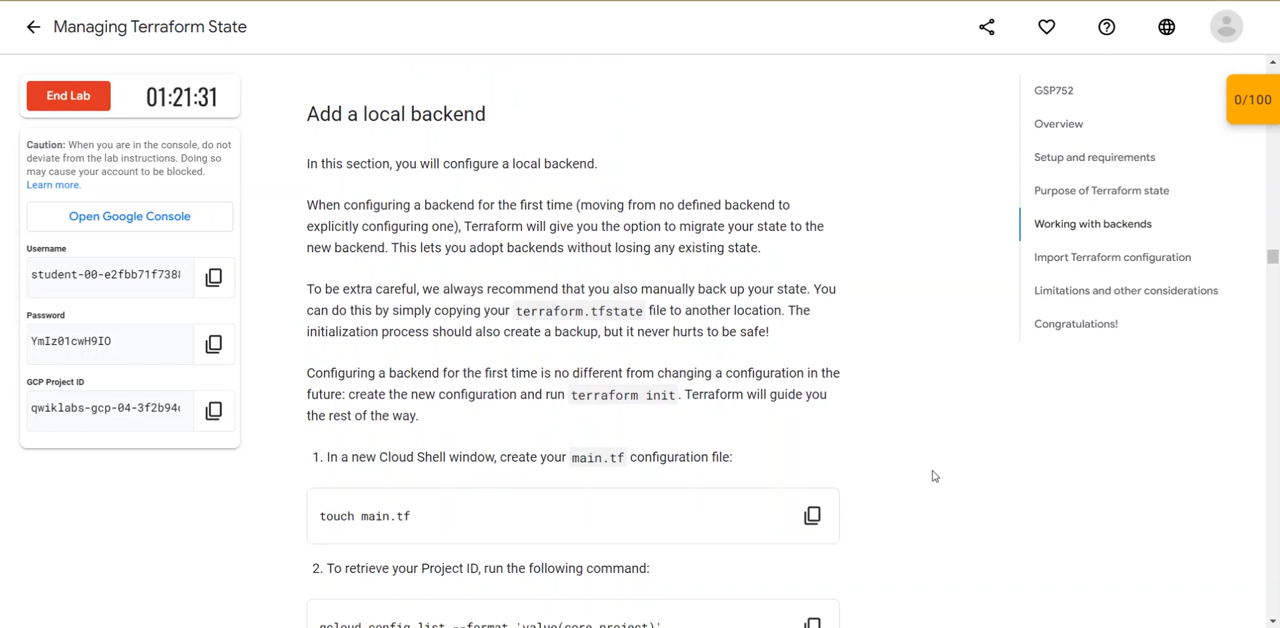 Managing Terraform State
End Lab
01:21:31
Caution: When you are in the console, do not
deviate from the lab instructions. Doing so
may cause your account to be blocked.
Learn more.
Open Google Console
Username
student-00-e2fbb71f738
Password
YmIz01cwH9IO
GCP Project ID
qwiklabs-gcp-04-3f2b94
Add a local backend
In this section, you will configure a local backend.
When configuring a backend for the first time (moving from no defined backend to
explicitly configuring one), Terraform will give you the option to migrate your state to the
new backend. This lets you adopt backends without losing any existing state.
To be extra careful, we always recommend that you also manually back up your state. You
can do this by simply copying your terraform.tfstate file to another location. The
initialization process should also create a backup, but it never hurts to be safe!
Configuring a backend for the first time is no different from changing a configuration in the
future: create the new configuration and run terraform init. Terraform will guide you
the rest of the way.
1. In a new Cloud Shell window, create your main.tf configuration file:
touch main.tf
2. To retrieve your Project ID, run the following command:
gcloud config list --format 'value(core.project)'
GSP752
Overview
Setup and requirements
Purpose of Terraform state
Working with backends
Import Terraform configuration
Limitations and other considerations
Congratulations!
0/100